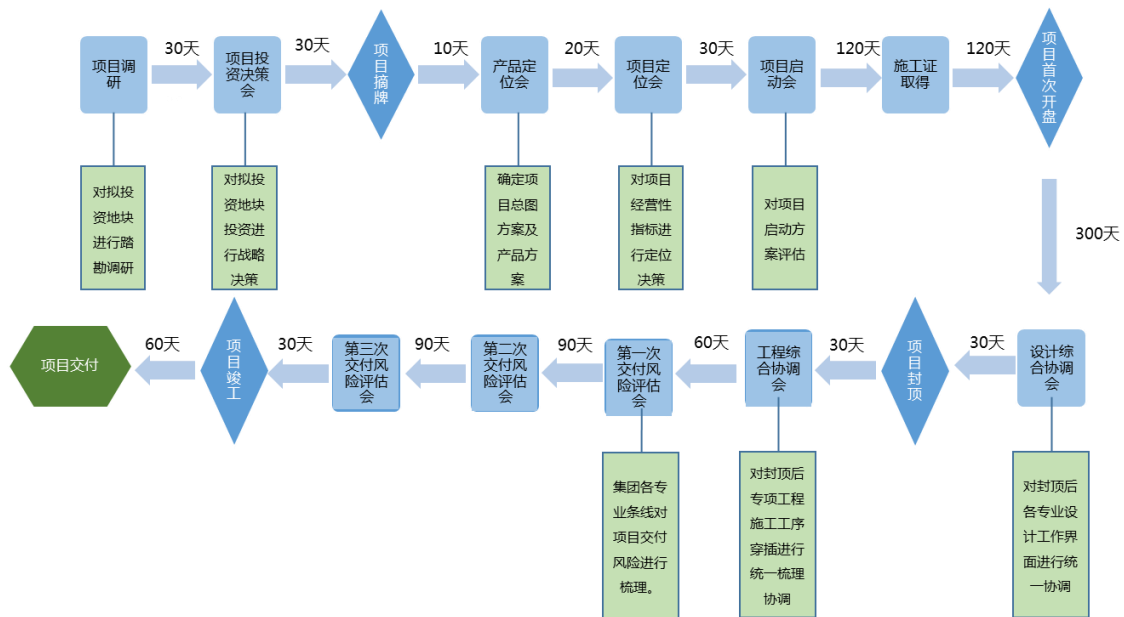 30天
30天
10天
20天
30天
120天
120天
项目调
研
项目投
资决策
会
项目摘牌
产品定
位会
项目定
位会
项目启
动会
施工证
取得
项目首次开盘
对拟投
资地块
进行踏
勘调研
对拟投
资地块
投资进
行战略
决策
确定项
目总图
方案及
产品方
案
对项目
经营性
指标进
行定位
决策
对项目
启动方
案评估
300天
项目交付
60天
项目竣工
30天
第三次
交付风
险评估
会
90天
第二次
交付风
险评估
会
90天
第一次
交付风
险评估
会
60天
工程综
合协调
会
30天
项目封顶
30天
设计综
合协调
会
集团各专
业条线对
项目交付
风险进行
梳理。
对封顶后
专项工程
施工工序
穿插进行
统一梳理
协调
对封顶后
各专业设
计工作界
面进行统
一协调